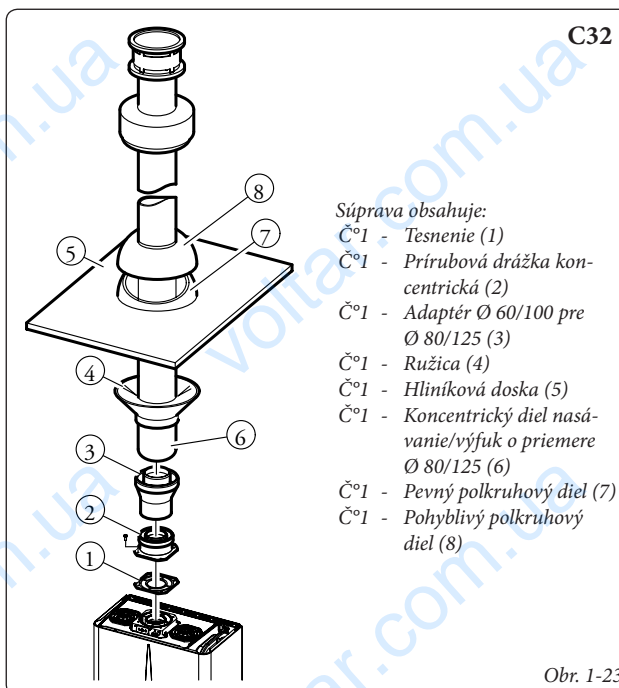 C32
8
7
5
4
6
3
2
1
Súprava obsahuje:
Č°1 - Tesnenie (1)
Č°1 - Prírubová drážka kon-
centrická (2)
Č°1 - Adaptér Ø 60/100 pre
Ø 80/125 (3)
Č°1 - Ružica (4)
Č°1 - Hliníková doska (5)
Č°1 - Koncentrický diel nasá-
vanie/výfuk o priemere
Ø 80/125 (6)
Č°1 - Pevný polkruhový diel (7)
Č°1 - Pohyblivý polkruhový
diel (8)
Obr. 1-23
voltar.com.ua